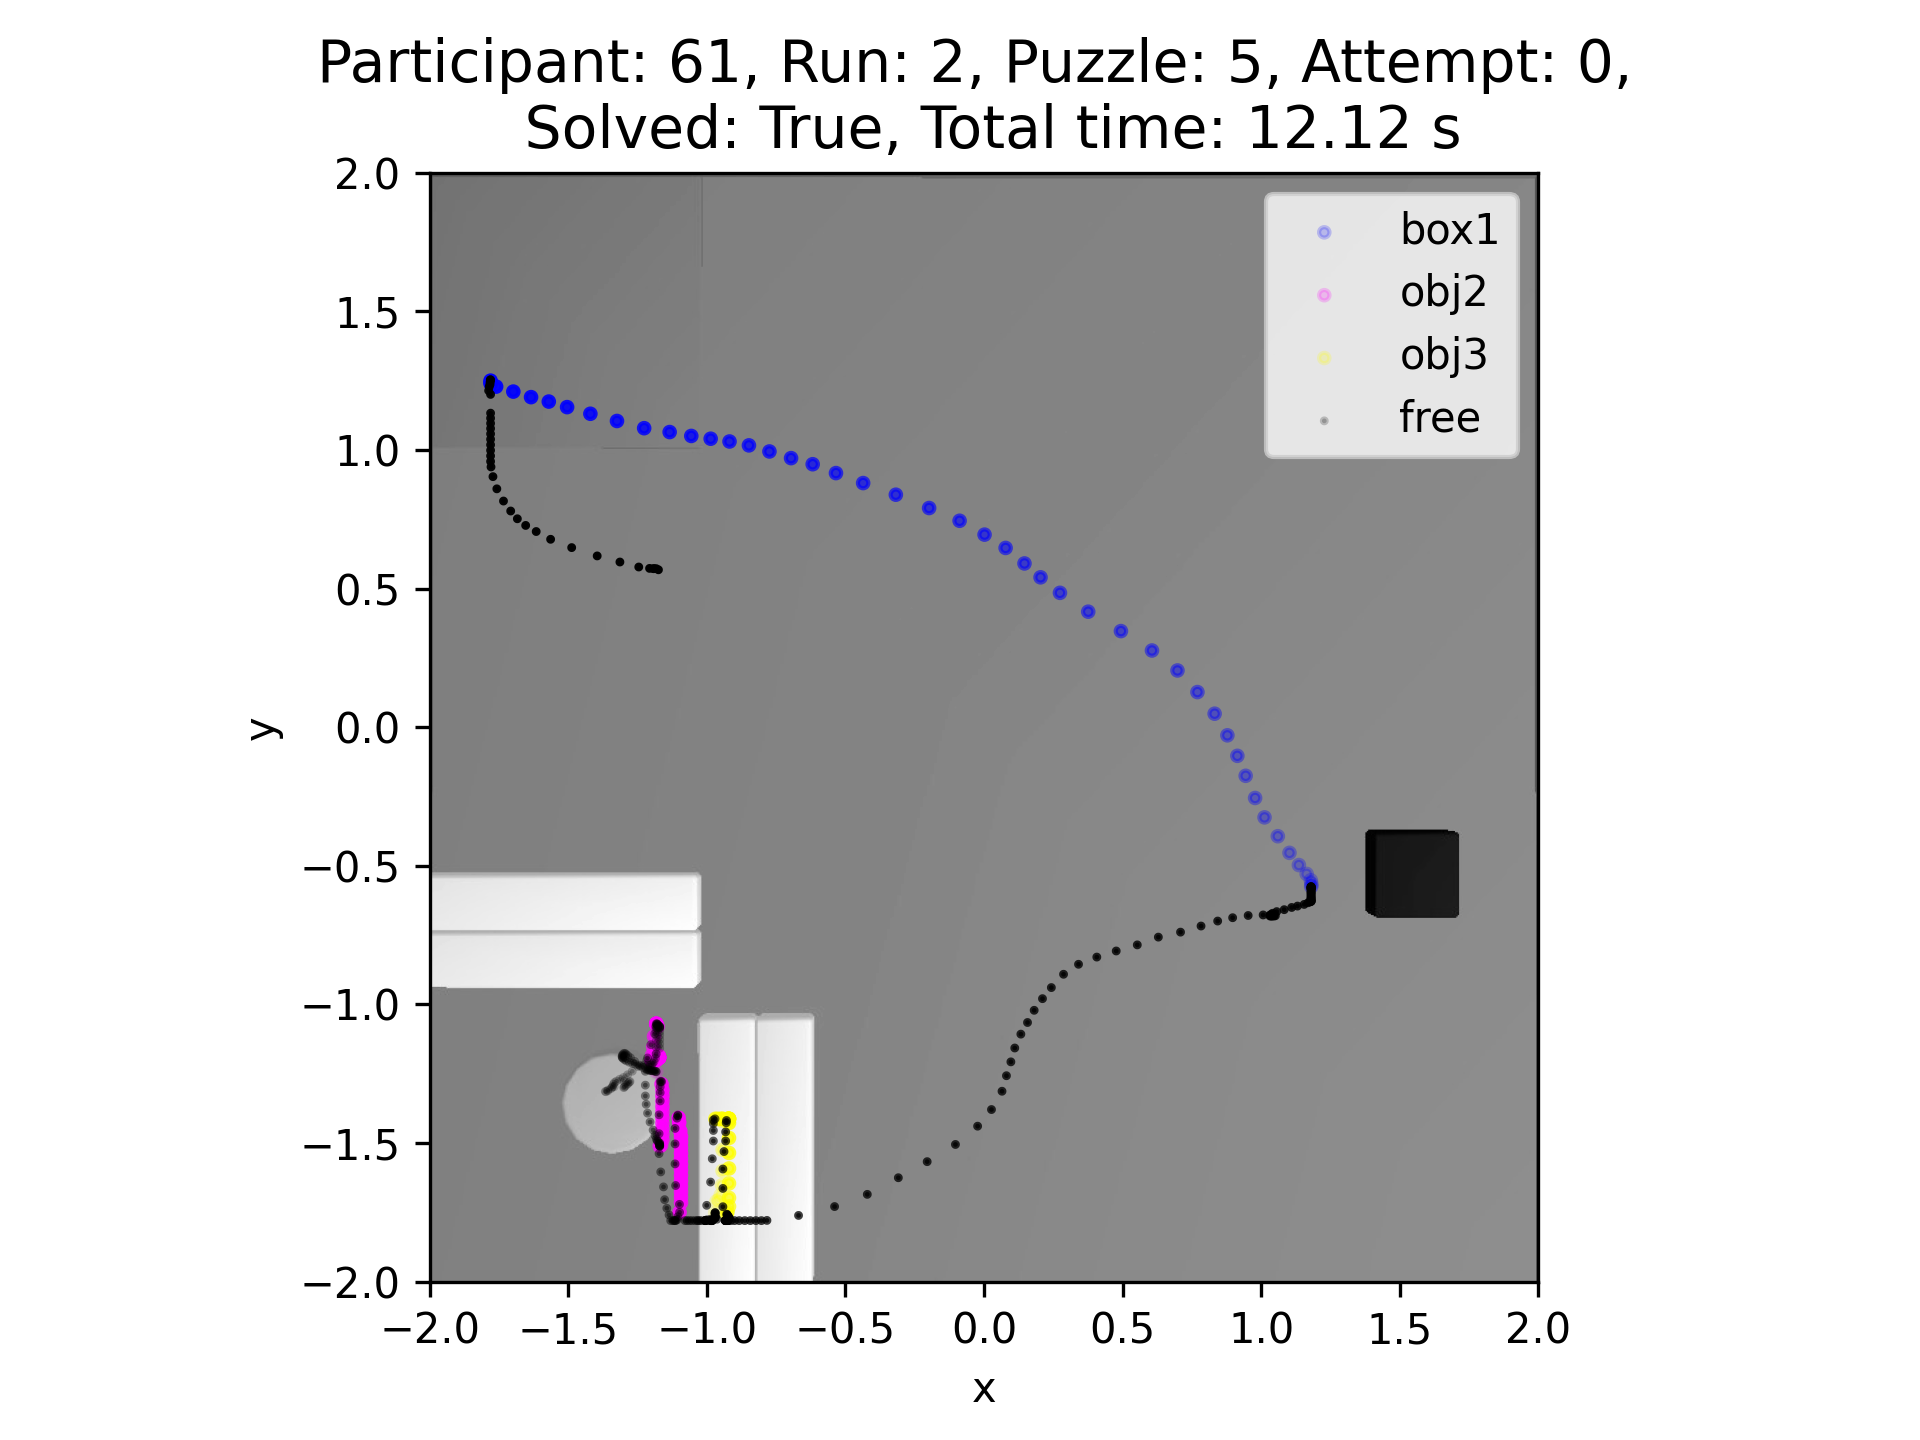 Participant: 61, Run: 2, Puzzle: 5, Attempt: 0,
Solved: True, Total time: 12.12 s
2.0
1.5
1.0
0.5
0.0
−0.5
−1.0
−1.5
−2.0
y
box1
obj2
obj3
free
−2.0 −1.5 −1.0 −0.5 0.0 0.5 1.0 1.5 2.0
x